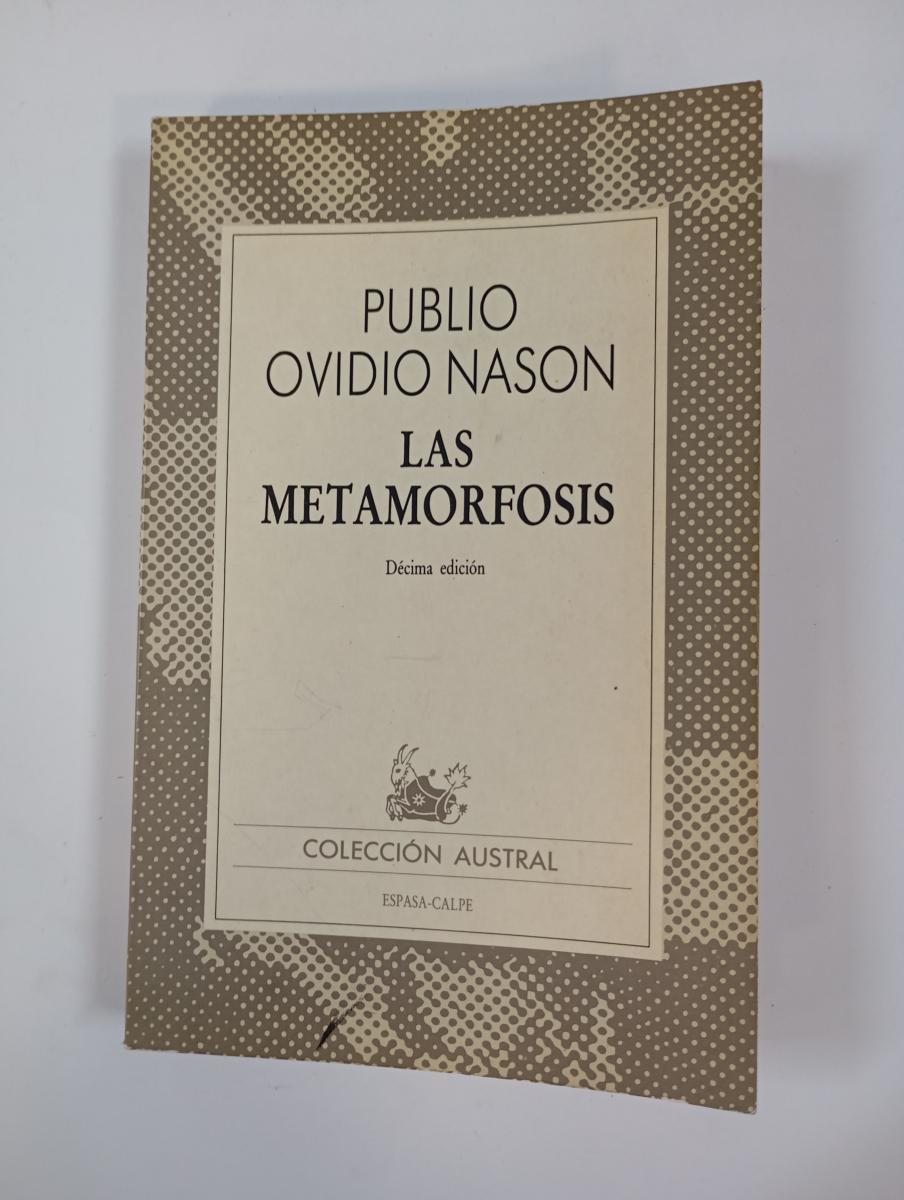 PUBLIO
OVIDIO NASON
LAS
METAMORFOSIS
Décima edición
COLECCIÓN AUSTRAL
ESPASA-CALPE